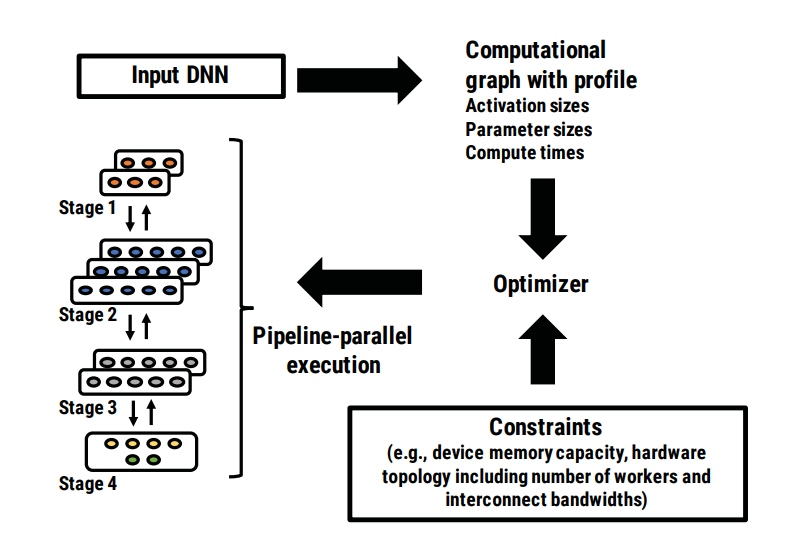 Input DNN
Computational
graph with profile
Activation sizes
Parameter sizes
Compute times
Stage 1
Stage 2
Stage 3
Stage 4
Pipeline-parallel
execution
Optimizer
Constraints
(e.g., device memory capacity, hardware
topology including number of workers and
interconnect bandwidths)